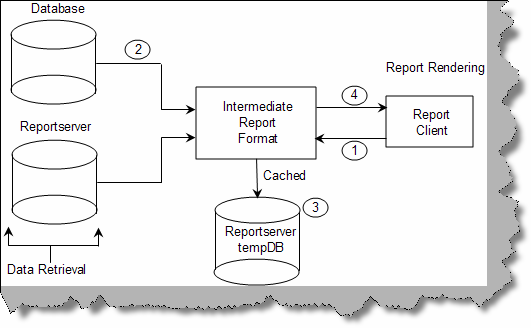 Database
2
Report Rendering
4
Intermediate
Report
Format
Report
Client
Reportserver
1
Cached
3
Reportserver
tempDB
Data Retrieval